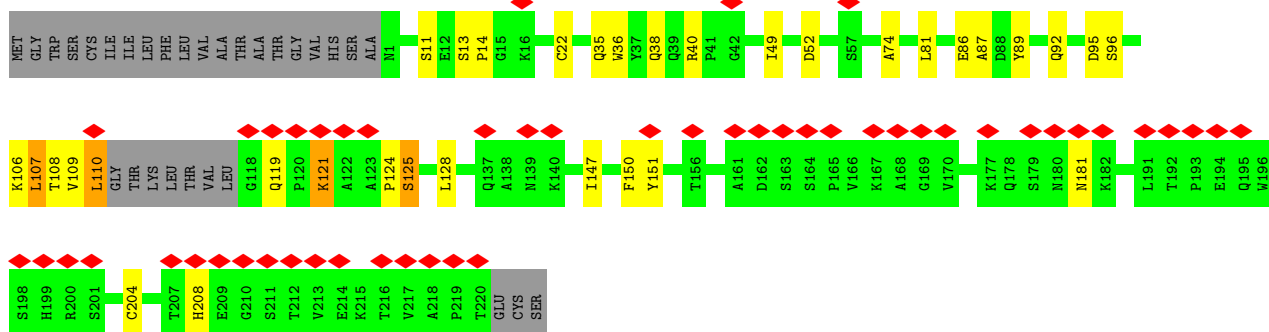 MET GLY TRP SER CYS ILE ILE LEU PHE LEU VAL ALA THR ALA THR GLY VAL HIS SER ALA N1 S11 E12 S13 P14 G15 K16 C22 Q35 W36 Y37 Q38 Q39 R40 P41 G42 I49 D52 S57 A74 L81 E86 A87 D88 Y89 Q92 D95 S96
K106 L107 T108 V109 L110 GLY THR LYS LEU THR VAL LEU G118 Q119 P120 K121 A122 A123 P124 S125 L128 Q137 A138 N139 K140 I147 F150 Y151 T156 A161 D162 S163 S164 P165 V166 K167 A168 G169 V170 K177 Q178 S179 N180 N181 K182 L191 T192 P193 E194 Q195 W196
S198 H199 R200 S201 C204 T207 H208 E209 G210 S211 T212 V213 E214 K215 T216 V217 A218 P219 T220 GLU CYS SER